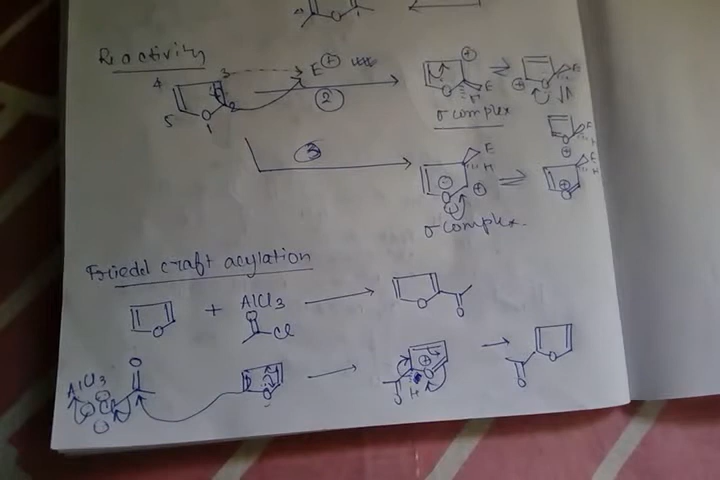 Reactivity
4 3 E⊕ ⊕ E ⊕ E
5 O 2 ② O H O
1 σ complex
E
O H
⊕
③ E E
H H
⊖ ⊕ ⊕
O
σ complex.
Friedel craft acylation
O + AlCl3 O
O Cl O
AlCl3 O O ⊕ O
O H O